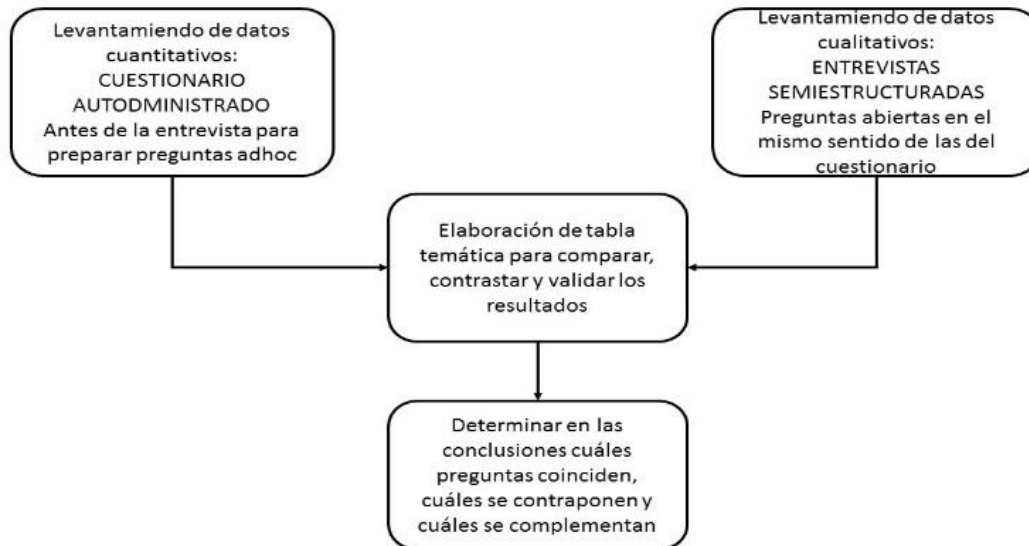 Levantamiendo de datos
cuantitativos:
CUESTIONARIO
AUTODMINISTRADO
Antes de la entrevista para
preparar preguntas adhoc
Levantamiendo de datos
cualitativos:
ENTREVISTAS
SEMIESTRUCTURADAS
Preguntas abiertas en el
mismo sentido de las del
cuestionario
Elaboración de tabla
temática para comparar,
contrastar y validar los
resultados
Determinar en las
conclusiones cuáles
preguntas coinciden,
cuáles se contraponen y
cuáles se complementan